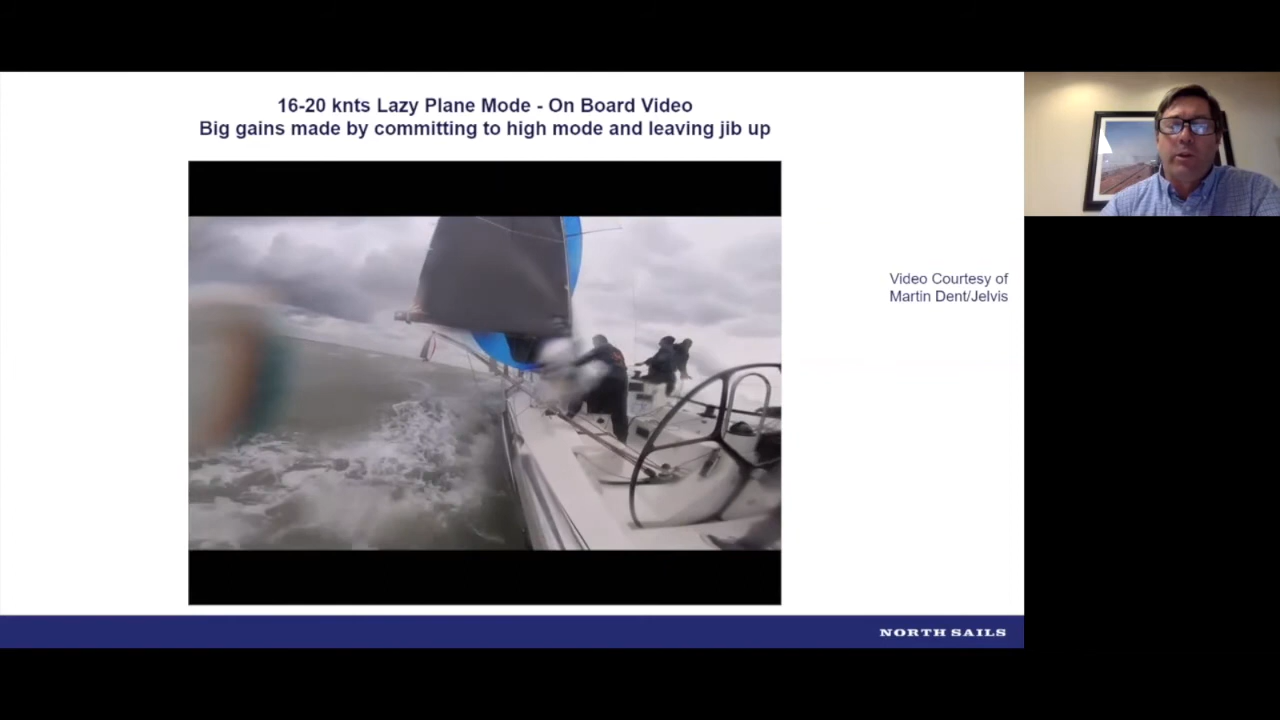 16-20 knts Lazy Plane Mode - On Board Video
Big gains made by committing to high mode and leaving jib up
Video Courtesy of
Martin Dent/Jelvis
NORTH SAILS